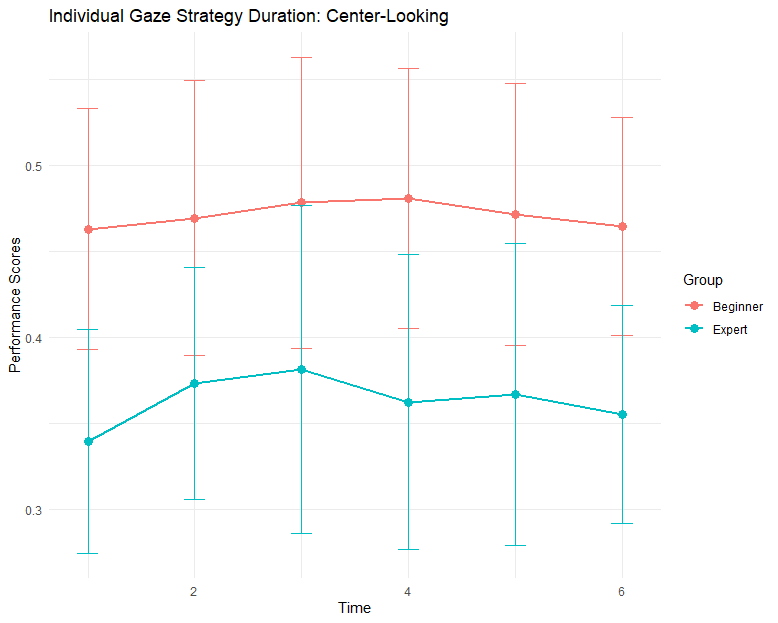 Individual Gaze Strategy Duration: Center-Looking
Performance Scores
0.5
0.4
0.3
2
4
6
Time
Group
Beginner
Expert